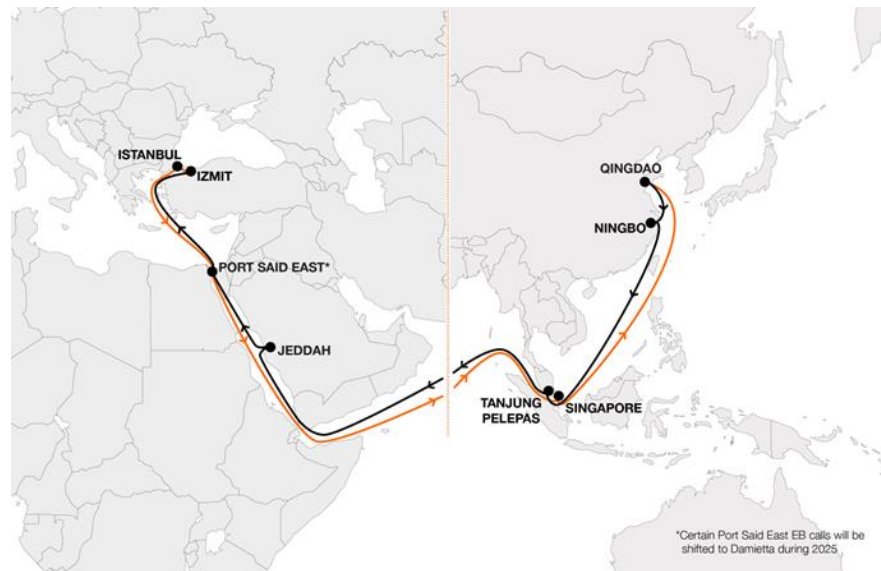 ISTANBUL
IZMIT
QINGDAO
NINGBO
PORT SAID EAST*
JEDDAH
TANJUNG
PELEPAS
SINGAPORE
*Certain Port Said East EB calls will be
shifted to Damietta during 2025